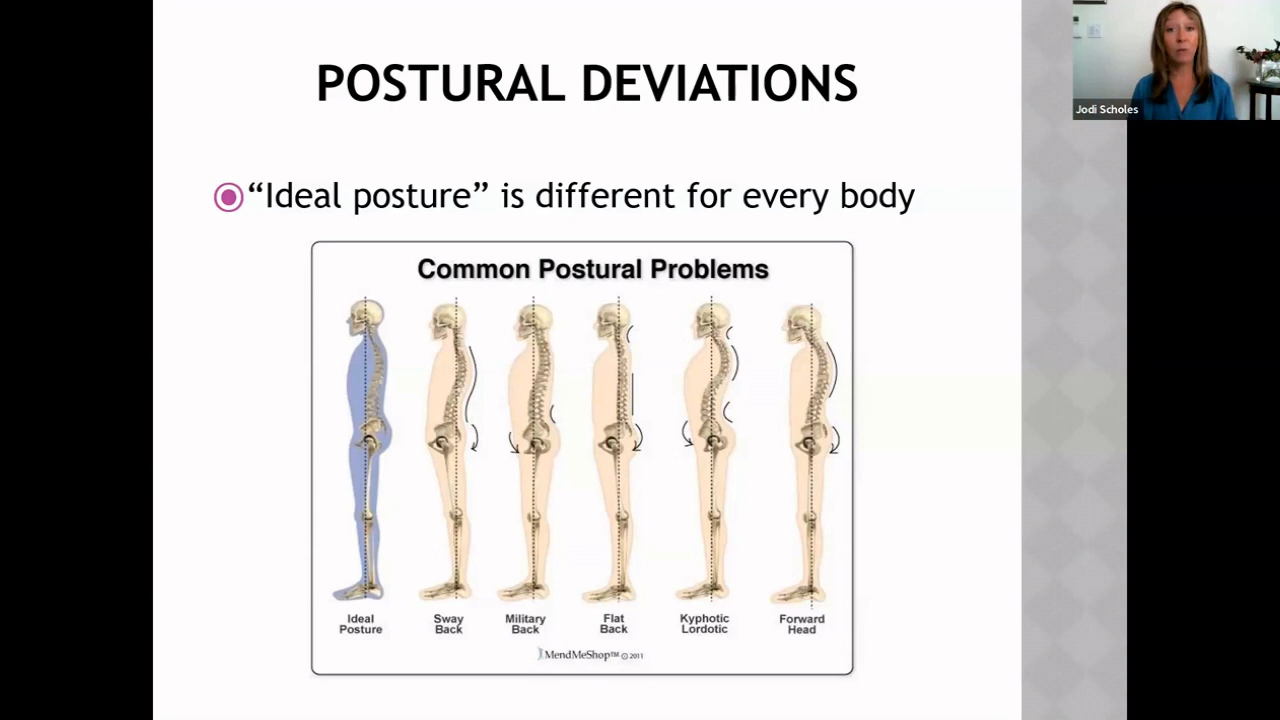 POSTURAL DEVIATIONS
Jodi Scholes
“Ideal posture” is different for every body
Common Postural Problems
Ideal
Posture
Sway
Back
Military
Back
Flat
Back
Kyphotic
Lordotic
Forward
Head
MendMeShop™ © 2011